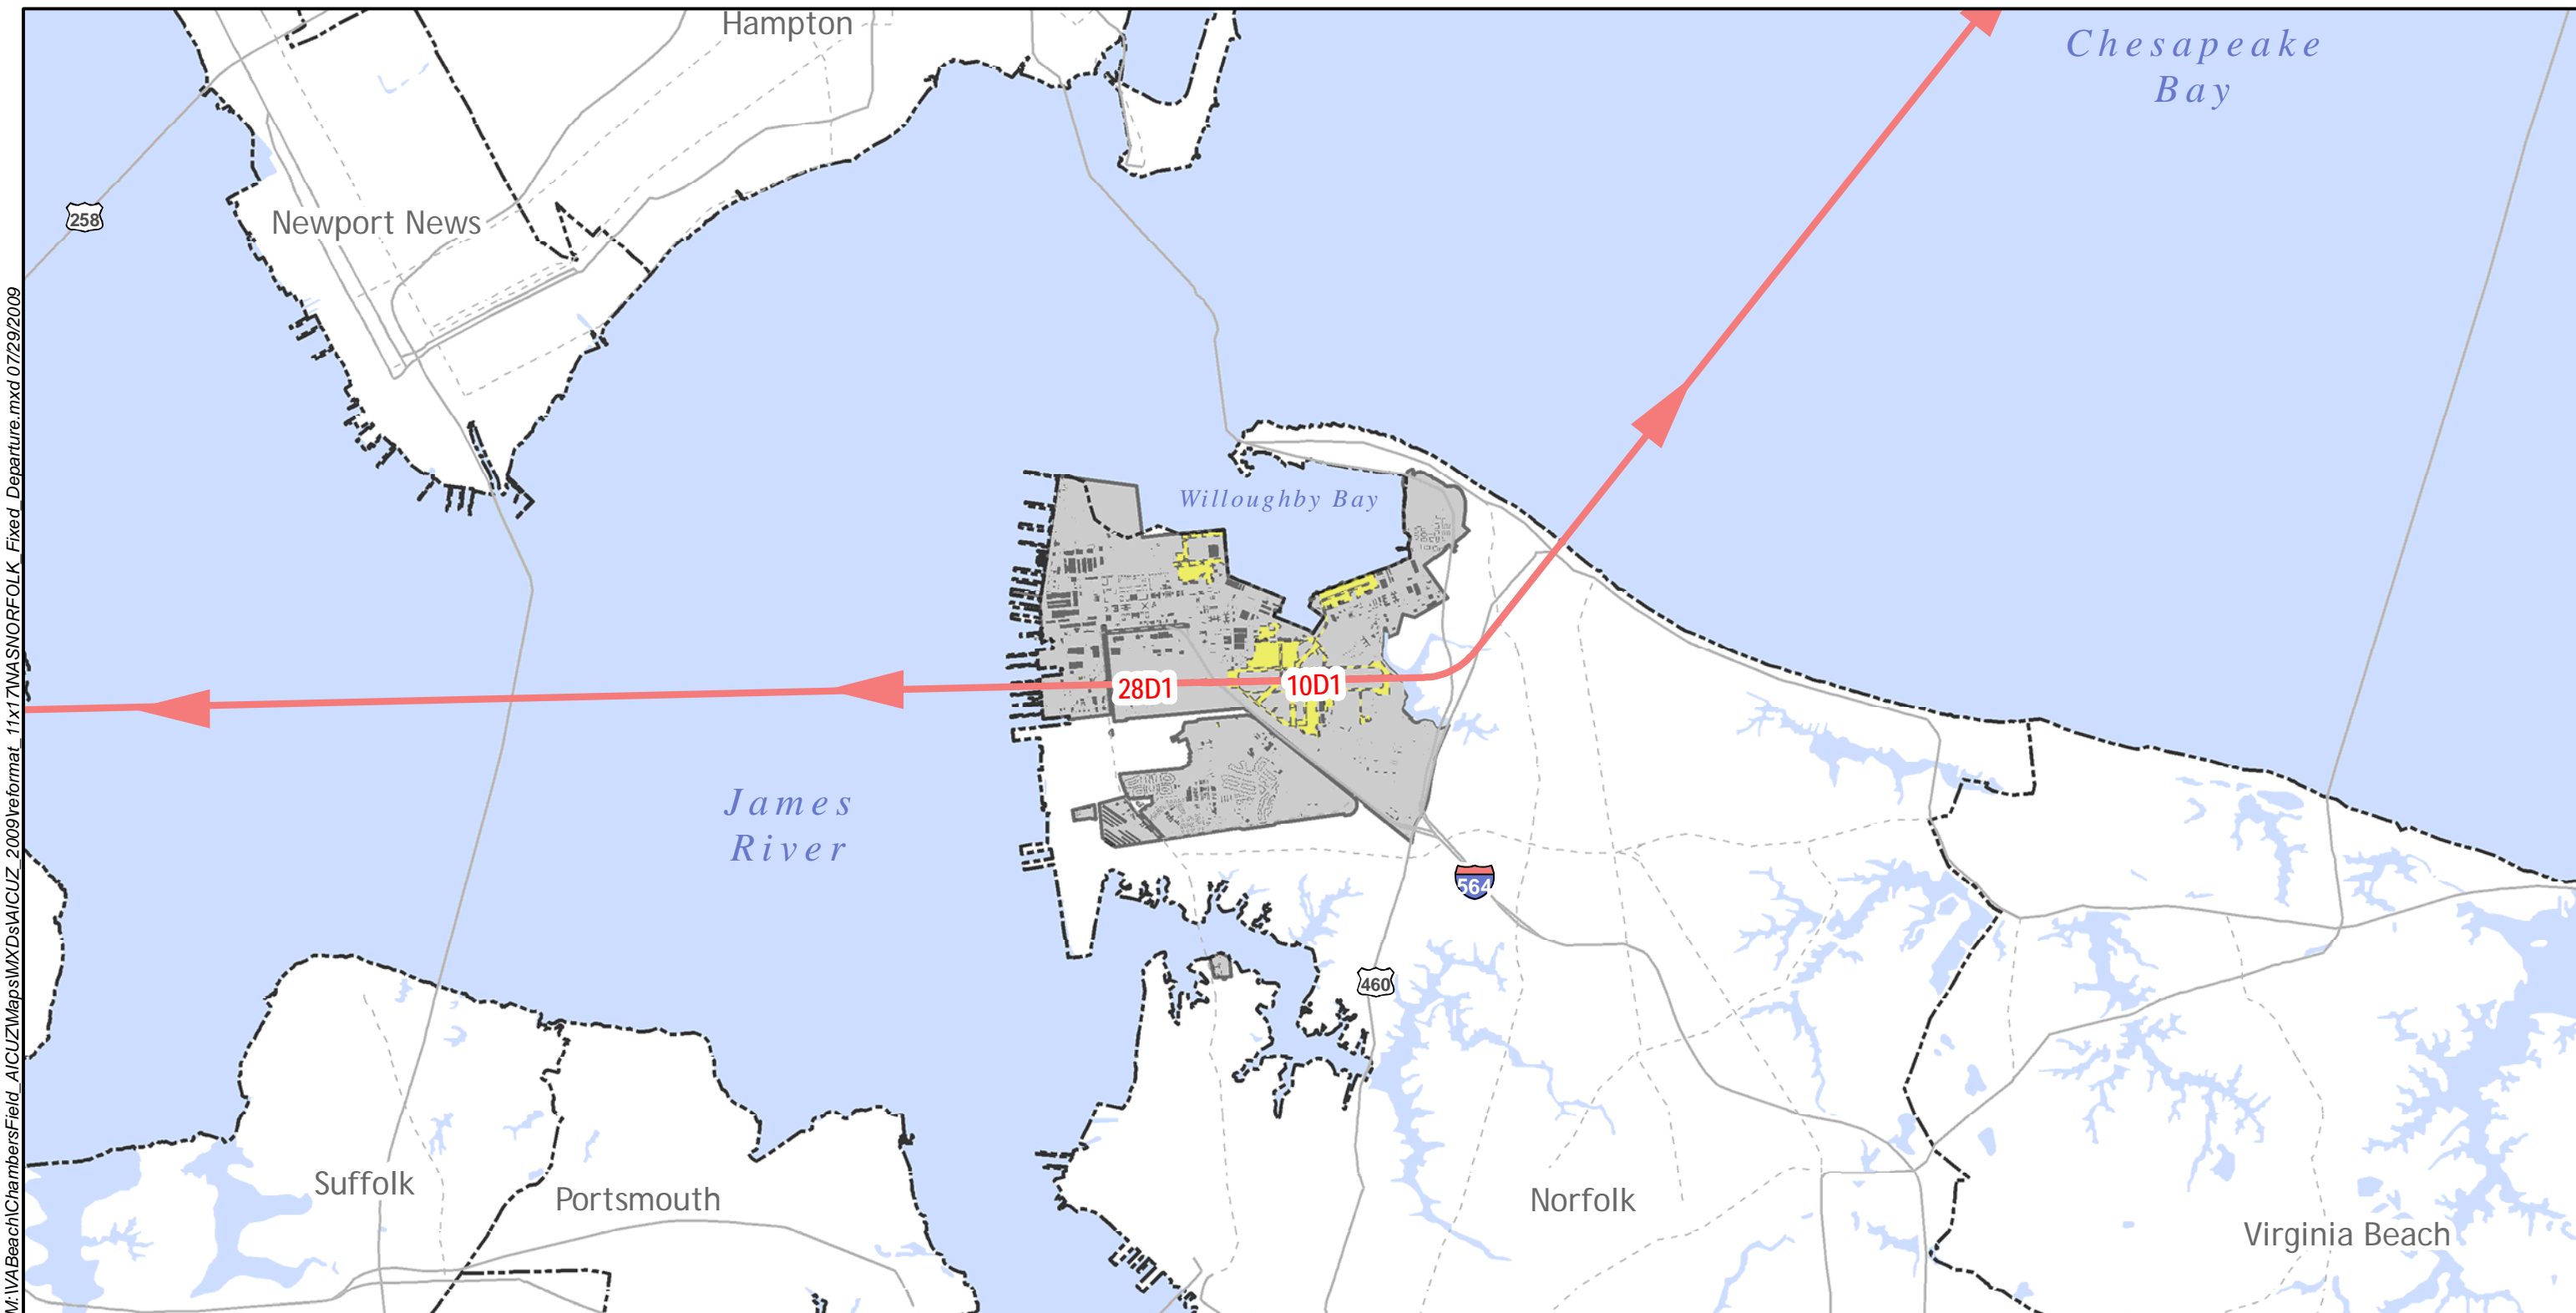 Hampton
Chesapeake
Bay
258
Newport News
Willoughby Bay
28D1
10D1
James
River
564
460
Suffolk
Portsmouth
Norfolk
Virginia Beach
M:\VABeach\ChambersField_AICUZ\Maps\MXDs\AICUZ_2009\reformat_11x17\NASNORFOLK_Fixed_Departure.mxd 07/29/2009